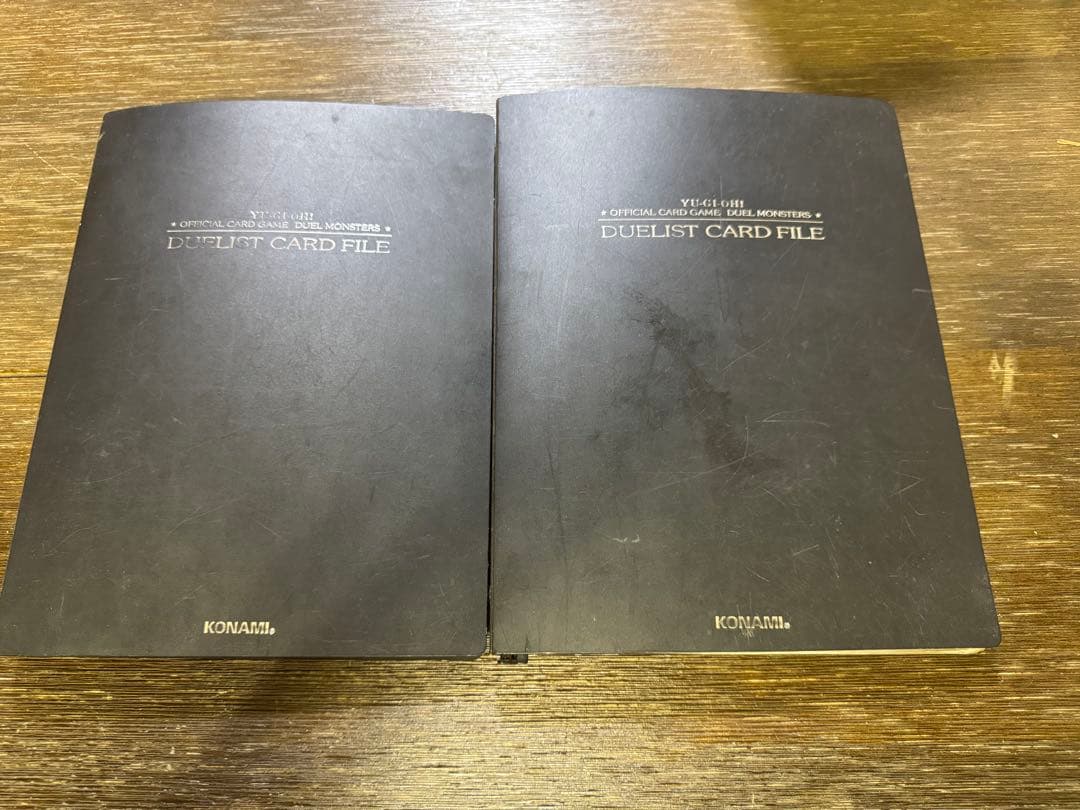 YU-GI-OH!
★ OFFICIAL CARD GAME DUEL MONSTERS ★
DUELIST CARD FILE
KONAMI®
YU-GI-OH!
★ OFFICIAL CARD GAME DUEL MONSTERS ★
DUELIST CARD FILE
KONAMI®